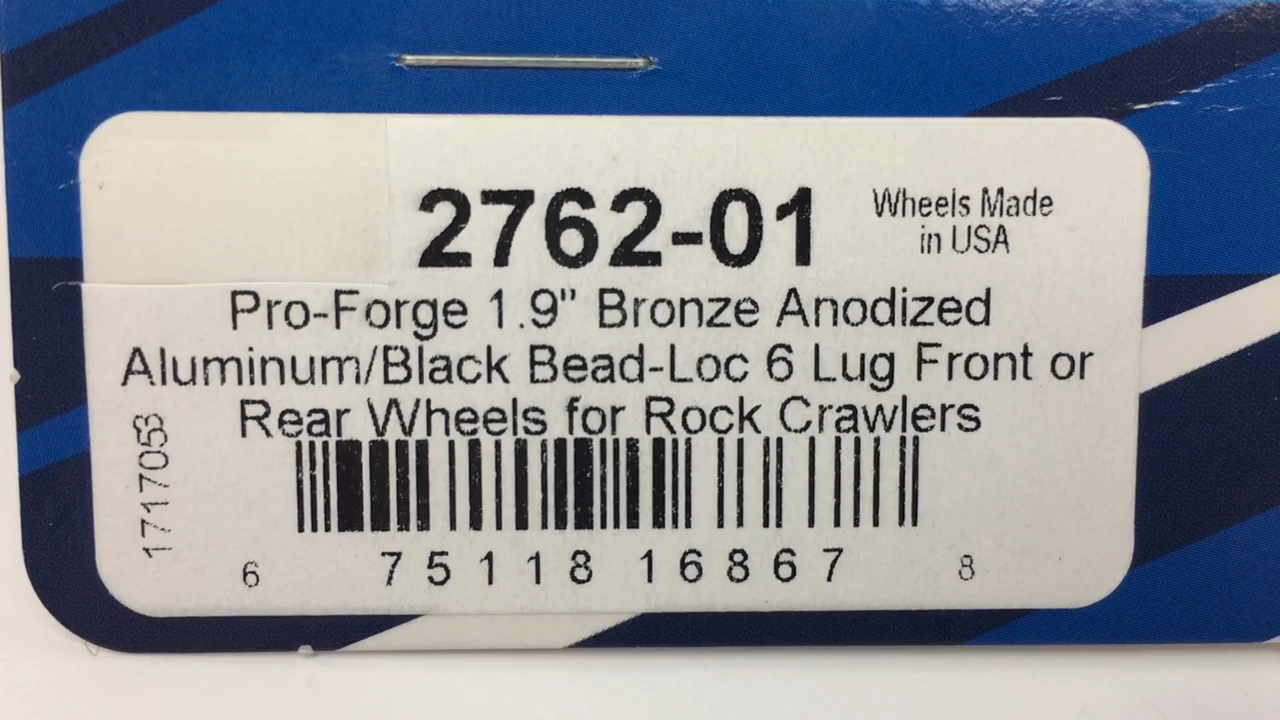 2762-01
Wheels Made
in USA
Pro-Forge 1.9" Bronze Anodized
Aluminum/Black Bead-Loc 6 Lug Front or
Rear Wheels for Rock Crawlers
1717053
6 75118 16867 8